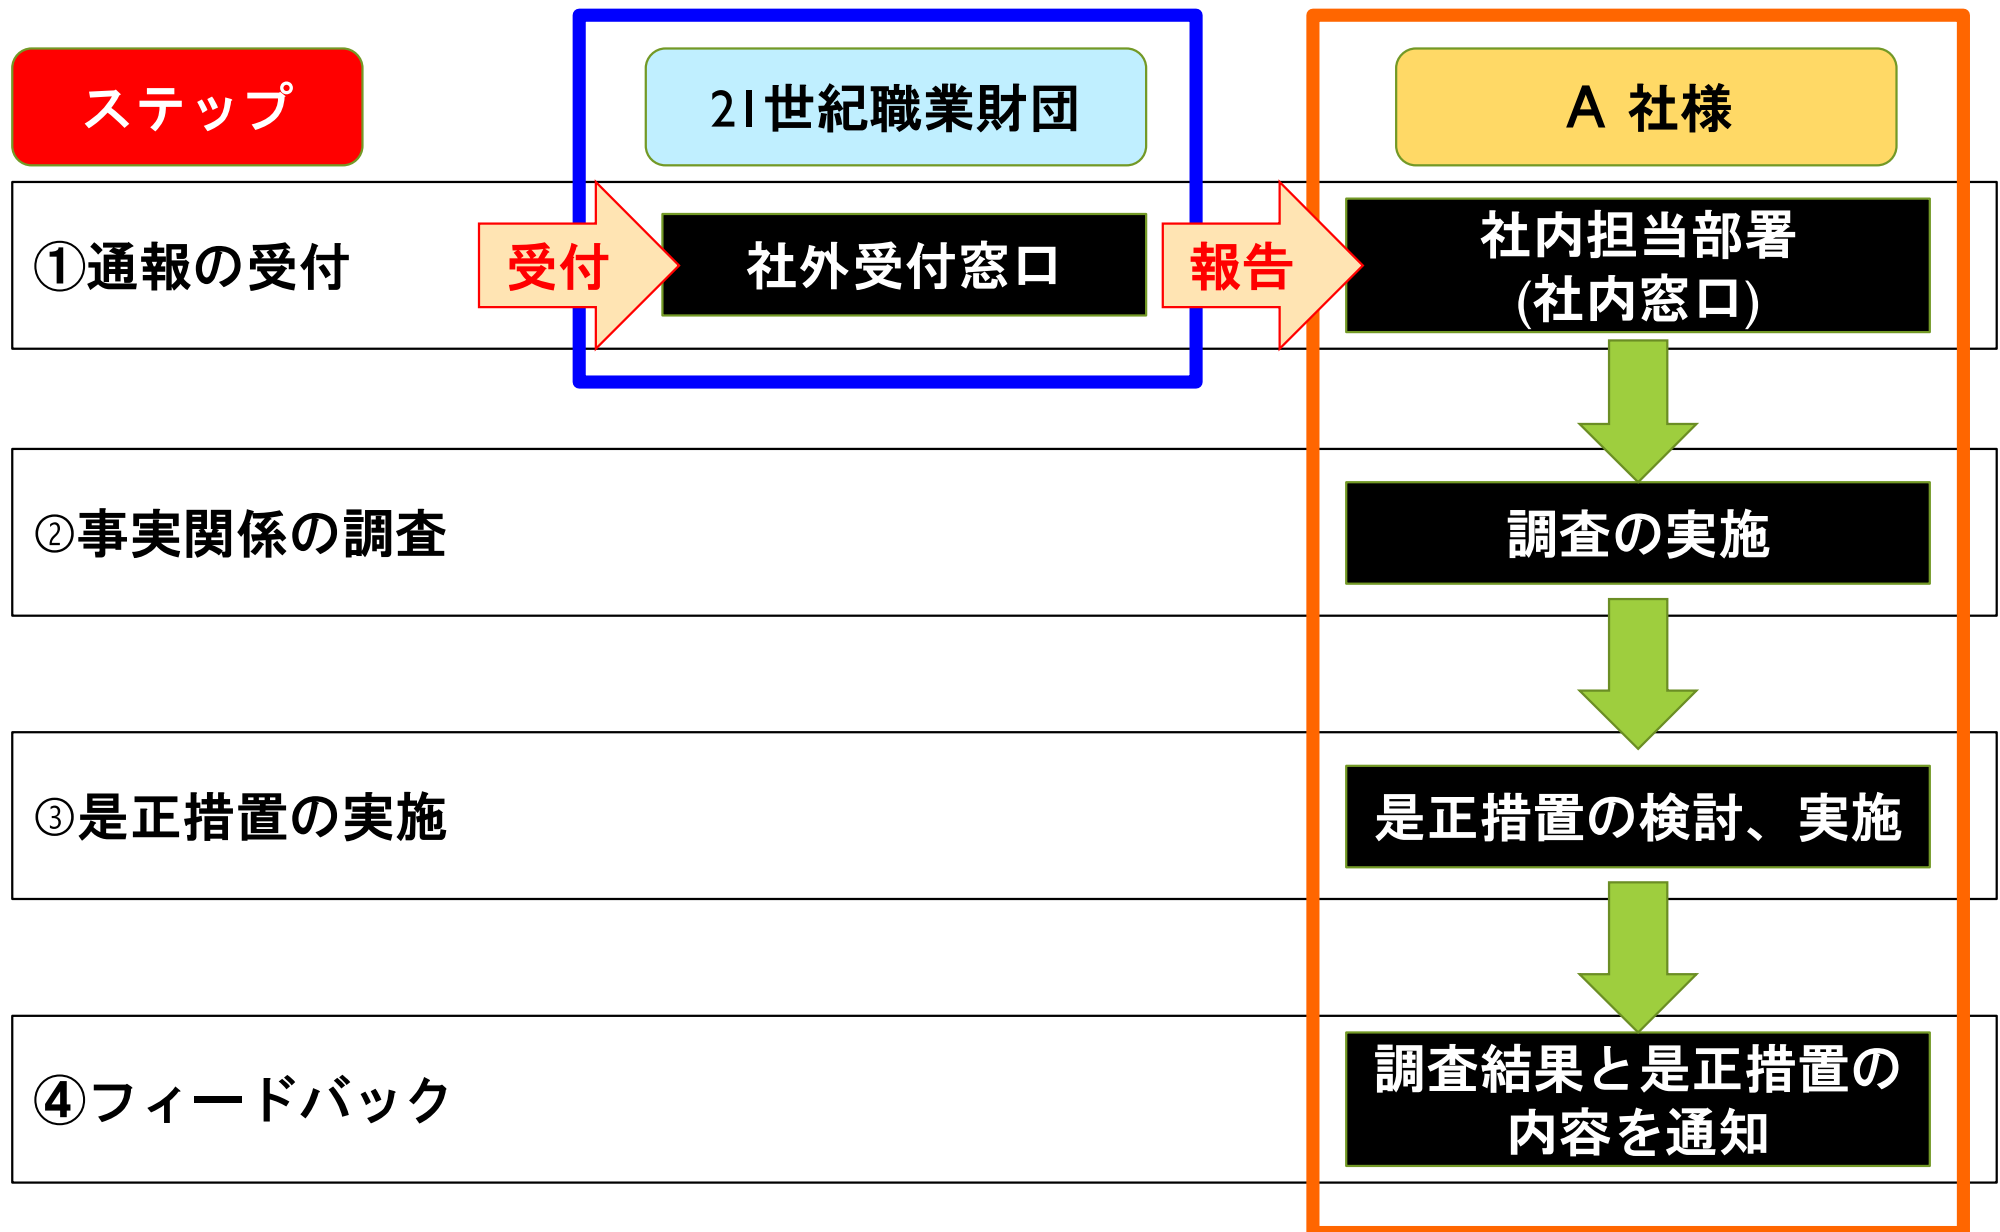 ステップ
21世紀職業財団
A 社様
①通報の受付
受付
社外受付窓口
報告
社内担当部署
(社内窓口)
②事実関係の調査
調査の実施
③是正措置の実施
是正措置の検討、実施
④フィードバック
調査結果と是正措置の
内容を通知